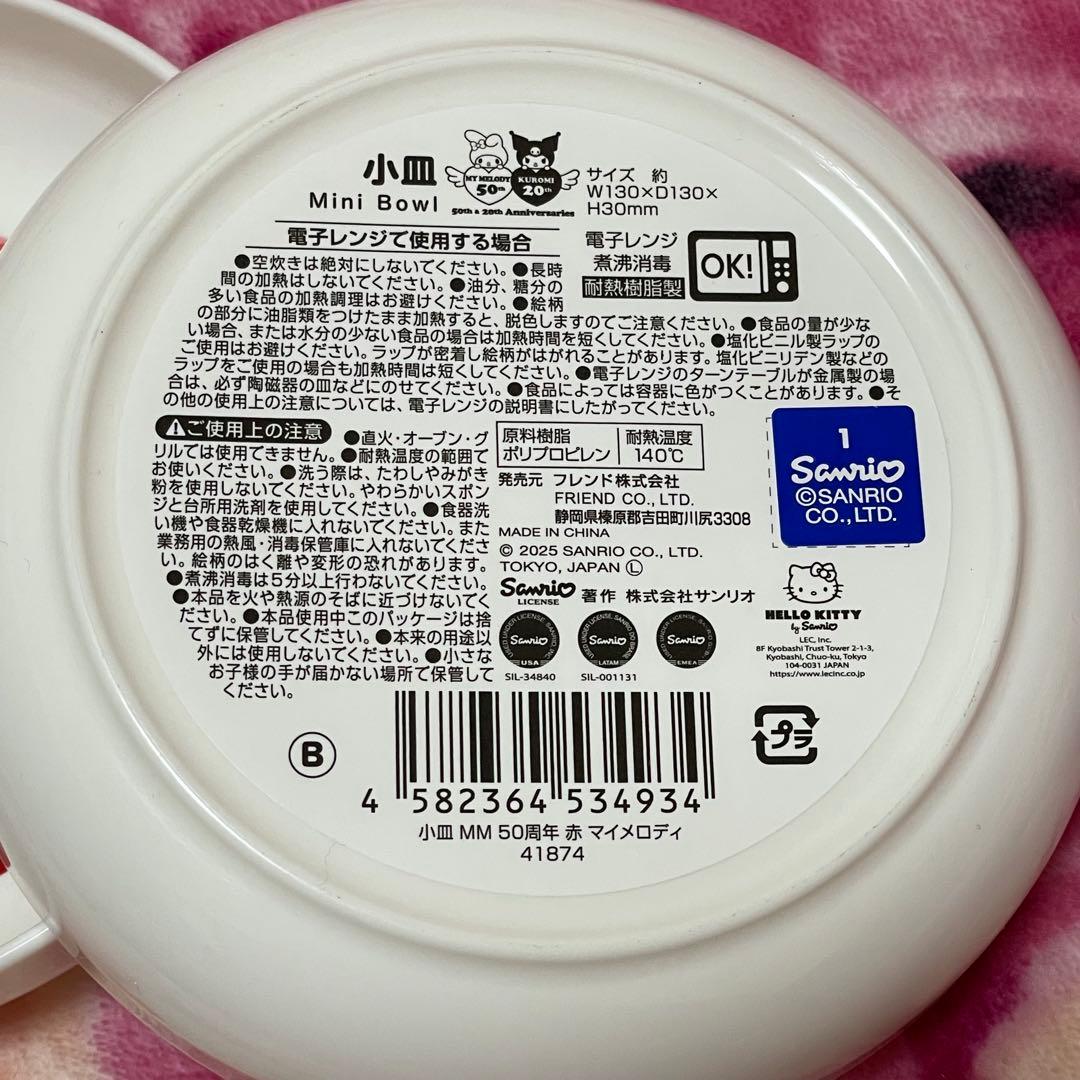 小皿
Mini Bowl
MY MELODY
50th
KUROMI
20th
50th & 20th Anniversaries
サイズ 約
W130×D130×
H30mm
電子レンジで使用する場合
●空炊きは絶対にしないでください。●長時
間の加熱はしないでください。●油分、糖分の
多い食品の加熱調理はお避けください。●絵柄
の部分に油脂類をつけたまま加熱すると、脱色しますのでご注意ください。●食品の量が少な
い場合、または水分の少ない食品の場合は加熱時間を短くしてください。●塩化ビニル製ラップの
ご使用はお避けください。ラップが密着し絵柄がはがれることがあります。塩化ビニリデン製などの
ラップをご使用の場合も加熱時間は短くしてください。●電子レンジのターンテーブルが金属製の場
合は、必ず陶磁器の皿などにのせてください。●食品によっては容器に色がつくことがあります。●そ
の他の使用上の注意については、電子レンジの説明書にしたがってください。
電子レンジ
煮沸消毒
耐熱樹脂製
OK!
⚠ご使用上の注意
●直火・オーブン・グ
リルでは使用できません。●耐熱温度の範囲で
お使いください。●洗う際は、たわしやみがき
粉を使用しないでください。やわらかいスポン
ジと台所用洗剤を使用してください。●食器洗
い機や食器乾燥機に入れないでください。また
業務用の熱風・消毒保管庫に入れないでくださ
い。絵柄のはく離や変形の恐れがあります。
●煮沸消毒は5分以上行わないでください。
●本品を火や熱源のそばに近づけないでく
ださい。●本品使用中このパッケージは捨
てずに保管してください。●本来の用途以
外には使用しないでください。●小さな
お子様の手が届かない場所で保管して
ください。
原料樹脂
ポリプロピレン
耐熱温度
140℃
発売元 フレンド株式会社
FRIEND CO., LTD.
静岡県榛原郡吉田町川尻3308
MADE IN CHINA
© 2025 SANRIO CO., LTD.
TOKYO, JAPAN Ⓛ
Sanrio
LICENSE
著作 株式会社サンリオ
Sanrio
USA
SIL-34840
Sanrio
LATAM
SIL-001131
Sanrio
EMEA
1
Sanrio
©SANRIO
CO., LTD.
HELLO KITTY
by Sanrio
LEC, Inc.
8F Kyobashi Trust Tower 2-1-3,
Kyobashi, Chuo-ku, Tokyo
104-0031 JAPAN
https://www.lecinc.co.jp/
プラ
Ⓑ
4 582364 534934
小皿 MM 50周年 赤 マイメロディ
41874